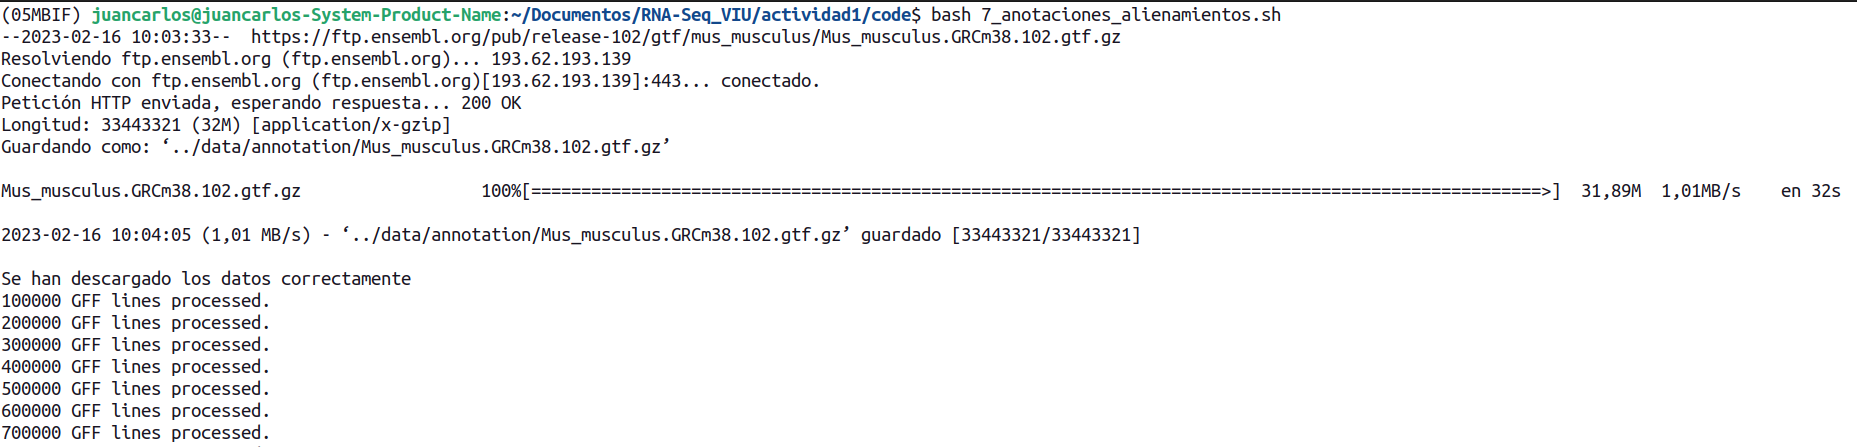 (05MBIF) juancarlos@juancarlos-System-Product-Name:~/Documentos/RNA-Seq_VIU/actividad1/code$ bash 7_anotaciones_alienamientos.sh
--2023-02-16 10:03:33--  https://ftp.ensembl.org/pub/release-102/gtf/mus_musculus/Mus_musculus.GRCm38.102.gtf.gz
Resolviendo ftp.ensembl.org (ftp.ensembl.org)... 193.62.193.139
Conectando con ftp.ensembl.org (ftp.ensembl.org)[193.62.193.139]:443... conectado.
Petición HTTP enviada, esperando respuesta... 200 OK
Longitud: 33443321 (32M) [application/x-gzip]
Guardando como: ‘../data/annotation/Mus_musculus.GRCm38.102.gtf.gz’
Mus_musculus.GRCm38.102.gtf.gz 100%[=====================================================================================================>] 31,89M 1,01MB/s en 32s
2023-02-16 10:04:05 (1,01 MB/s) - ‘../data/annotation/Mus_musculus.GRCm38.102.gtf.gz’ guardado [33443321/33443321]
Se han descargado los datos correctamente
100000 GFF lines processed.
200000 GFF lines processed.
300000 GFF lines processed.
400000 GFF lines processed.
500000 GFF lines processed.
600000 GFF lines processed.
700000 GFF lines processed.